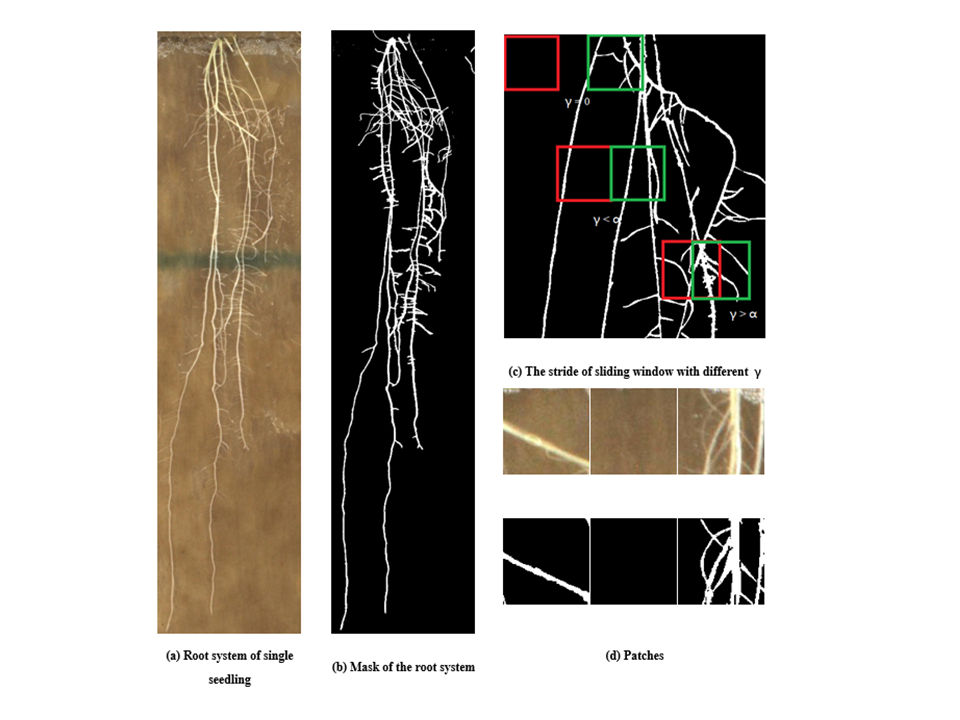 γ = 0
γ < α
γ > α
(c) The stride of sliding window with different γ
(a) Root system of single
seedling
(b) Mask of the root system
(d) Patches